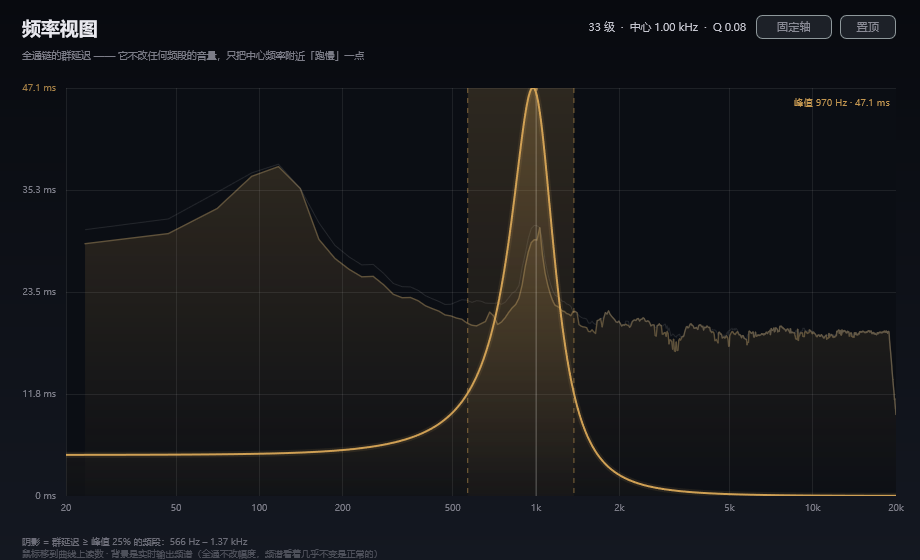 频率视图
33 级 · 中心 1.00 kHz · Q 0.08
固定轴
置顶
全通链的群延迟 —— 它不改任何频段的音量，只把中心频率附近「跑慢」一点
47.1 ms
峰值 970 Hz · 47.1 ms
35.3 ms
23.5 ms
11.8 ms
0 ms
20 50 100 200 500 1k 2k 5k 10k 20k
阴影 = 群延迟 ≥ 峰值 25% 的频段：566 Hz – 1.37 kHz
鼠标移到曲线上读数 · 背景是实时输出频谱（全通不改幅度，频谱看着几乎不变是正常的）